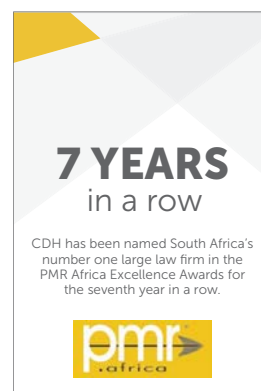 7 YEARS
in a row
CDH has been named South Africa's
number one large law firm in the
PMR Africa Excellence Awards for
the seventh year in a row.
pmr
.africa